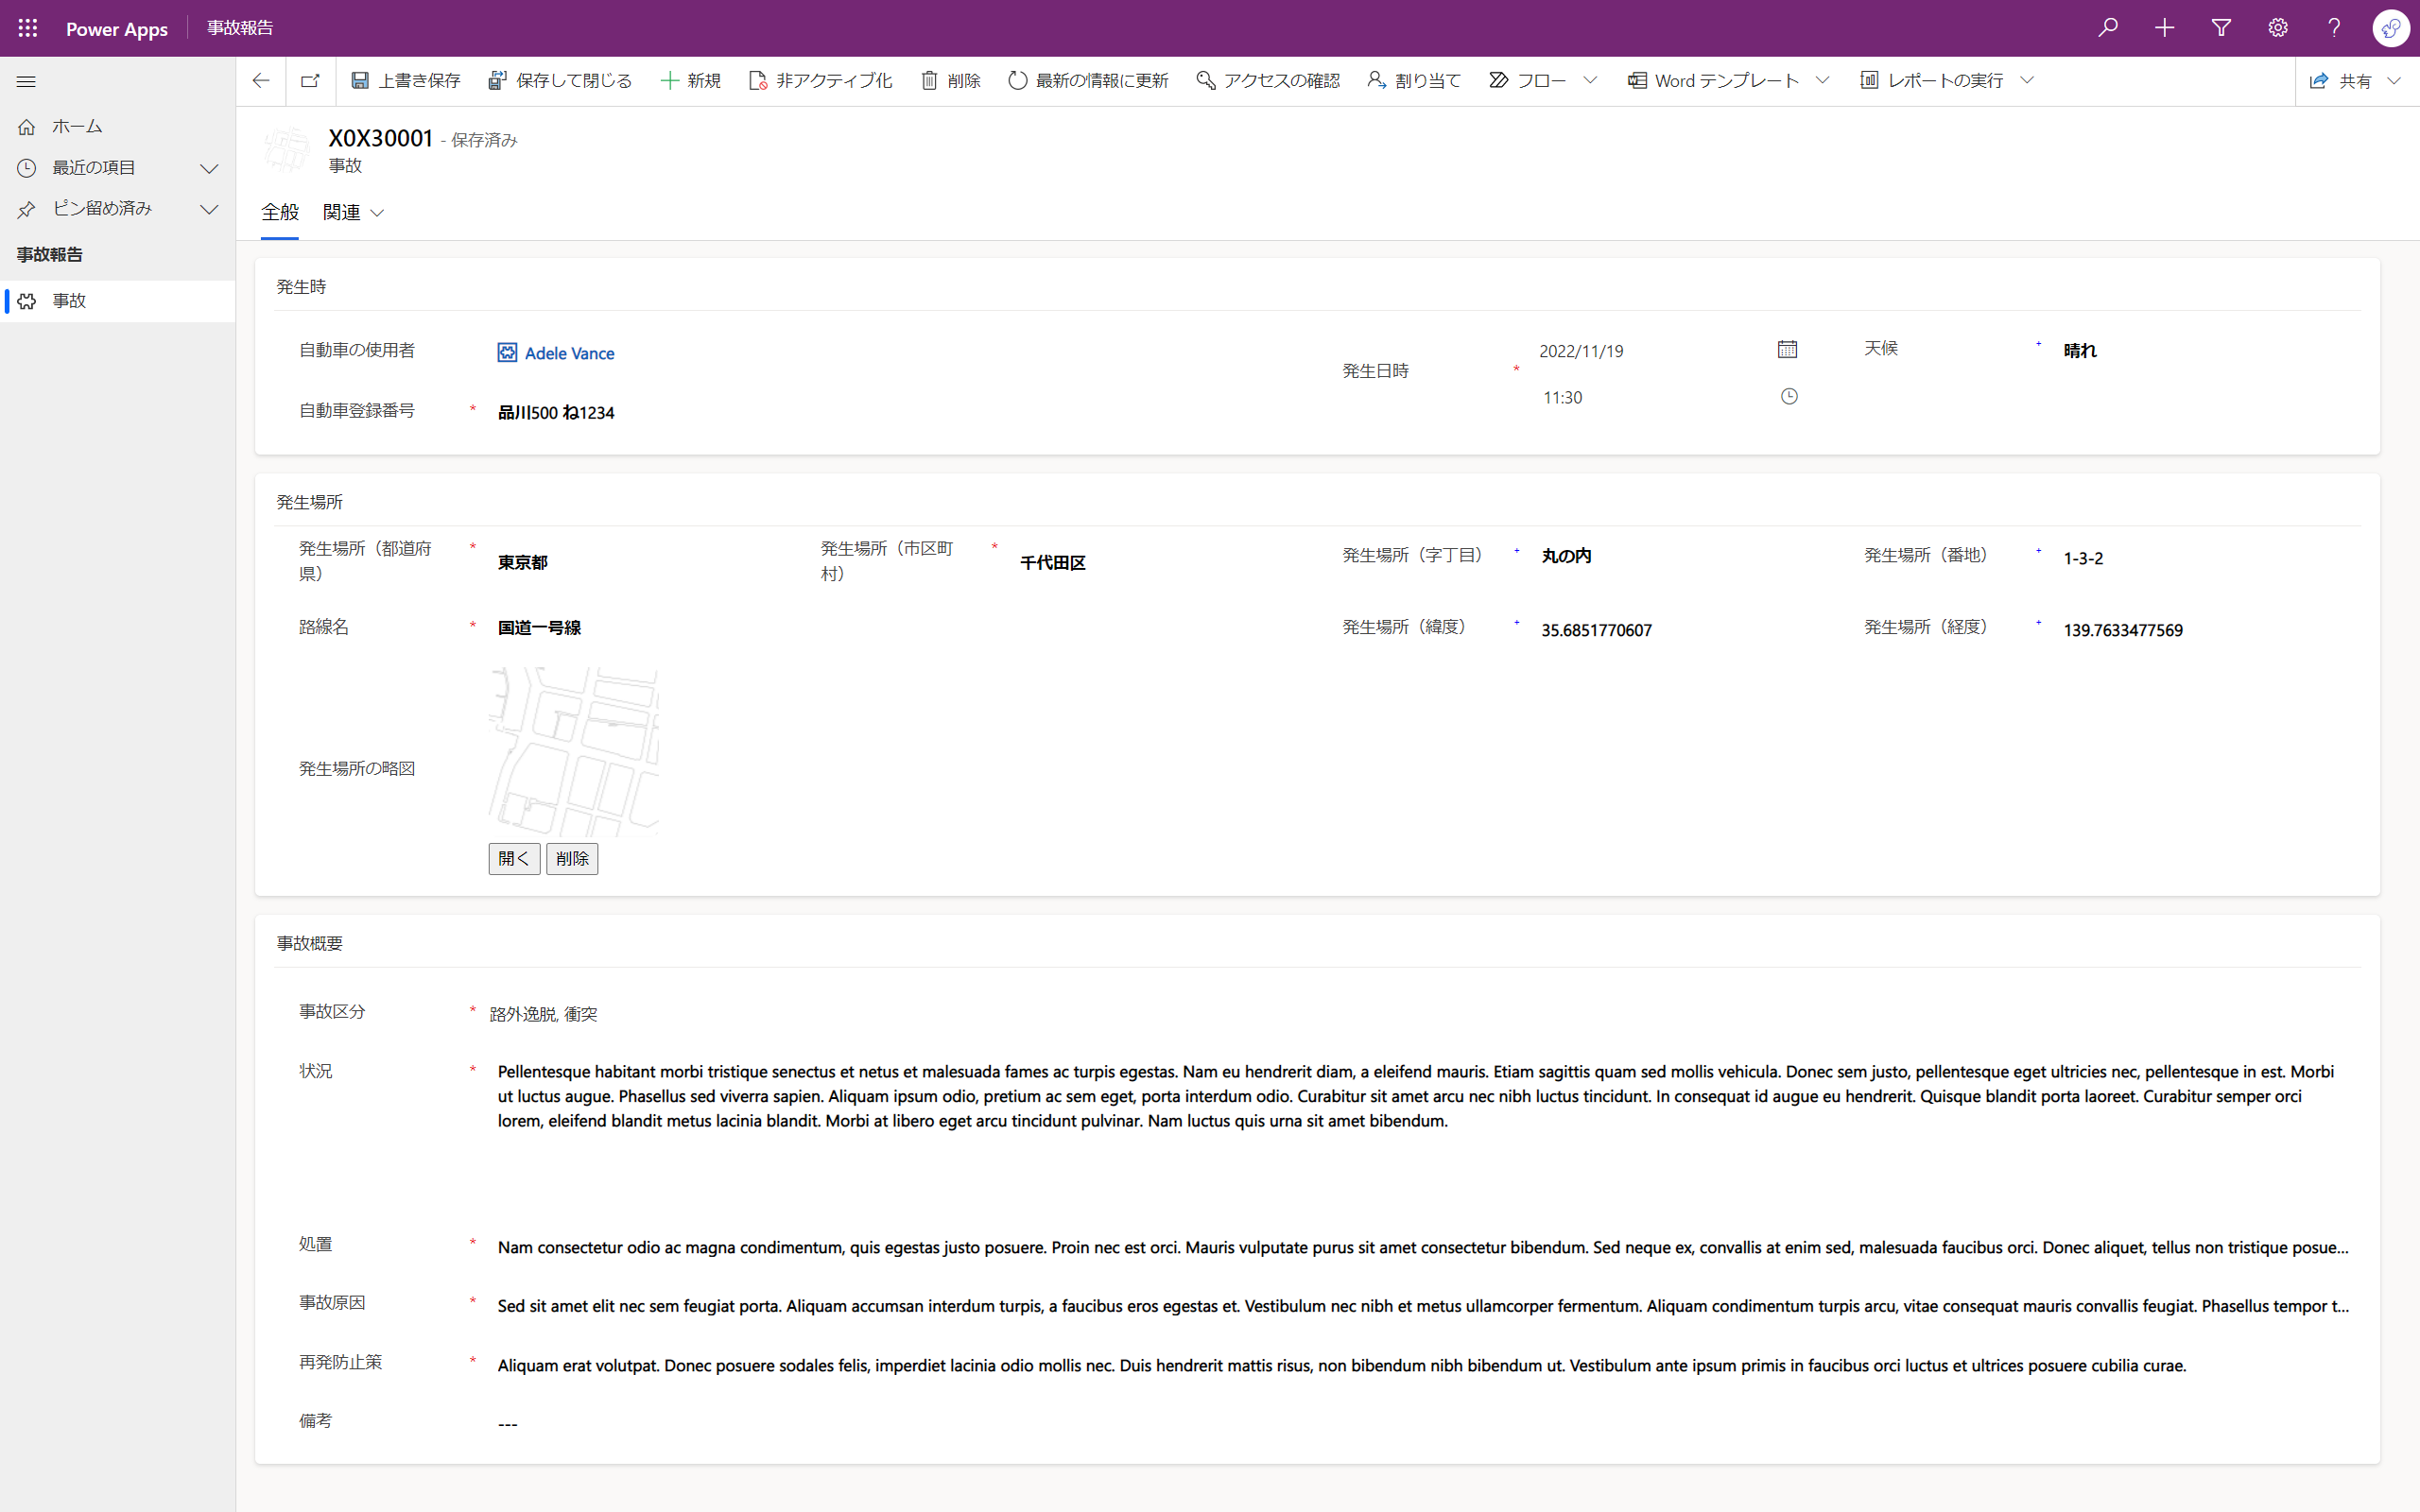 Power Apps 事故報告
上書き保存 保存して閉じる 新規 非アクティブ化 削除 最新の情報に更新 アクセスの確認 割り当て フロー Word テンプレート レポートの実行 共有
ホーム
最近の項目
ピン留め済み
事故報告
事故
X0X30001 - 保存済み
事故
全般 関連
発生時
自動車の使用者 Adele Vance
発生日時 * 2022/11/19
11:30
天候 + 晴れ
自動車登録番号 * 品川500 ね1234
発生場所
発生場所（都道府
県） * 東京都
発生場所（市区町
村） * 千代田区
発生場所（字丁目） + 丸の内
発生場所（番地） + 1-3-2
路線名 * 国道一号線
発生場所（緯度） + 35.6851770607
発生場所（経度） + 139.7633477569
発生場所の略図
開く 削除
事故概要
事故区分 * 路外逸脱, 衝突
状況 * Pellentesque habitant morbi tristique senectus et netus et malesuada fames ac turpis egestas. Nam eu hendrerit diam, a eleifend mauris. Etiam sagittis quam sed mollis vehicula. Donec sem justo, pellentesque eget ultricies nec, pellentesque in est. Morbi
ut luctus augue. Phasellus sed viverra sapien. Aliquam ipsum odio, pretium ac sem eget, porta interdum odio. Curabitur sit amet arcu nec nibh luctus tincidunt. In consequat id augue eu hendrerit. Quisque blandit porta laoreet. Curabitur semper orci
lorem, eleifend blandit metus lacinia blandit. Morbi at libero eget arcu tincidunt pulvinar. Nam luctus quis urna sit amet bibendum.
処置 * Nam consectetur odio ac magna condimentum, quis egestas justo posuere. Proin nec est orci. Mauris vulputate purus sit amet consectetur bibendum. Sed neque ex, convallis at enim sed, malesuada faucibus orci. Donec aliquet, tellus non tristique posue...
事故原因 * Sed sit amet elit nec sem feugiat porta. Aliquam accumsan interdum turpis, a faucibus eros egestas et. Vestibulum nec nibh et metus ullamcorper fermentum. Aliquam condimentum turpis arcu, vitae consequat mauris convallis feugiat. Phasellus tempor t...
再発防止策 * Aliquam erat volutpat. Donec posuere sodales felis, imperdiet lacinia odio mollis nec. Duis hendrerit mattis risus, non bibendum nibh bibendum ut. Vestibulum ante ipsum primis in faucibus orci luctus et ultrices posuere cubilia curae.
備考 ---